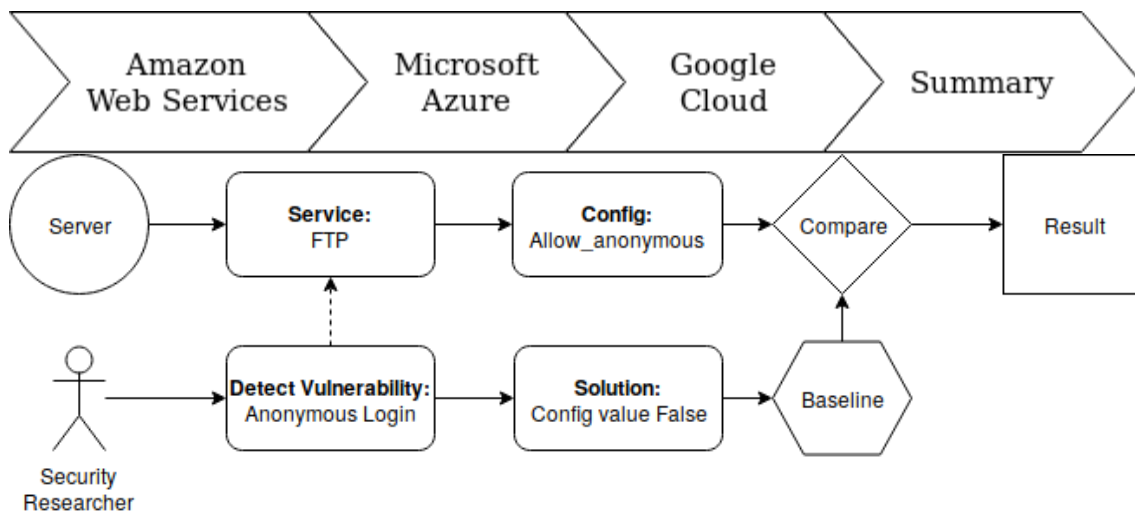 Amazon
Web Services
Microsoft
Azure
Google
Cloud
Summary
Server
Service:
FTP
Config:
Allow_anonymous
Compare
Result
Detect Vulnerability:
Anonymous Login
Solution:
Config value False
Baseline
Security
Researcher